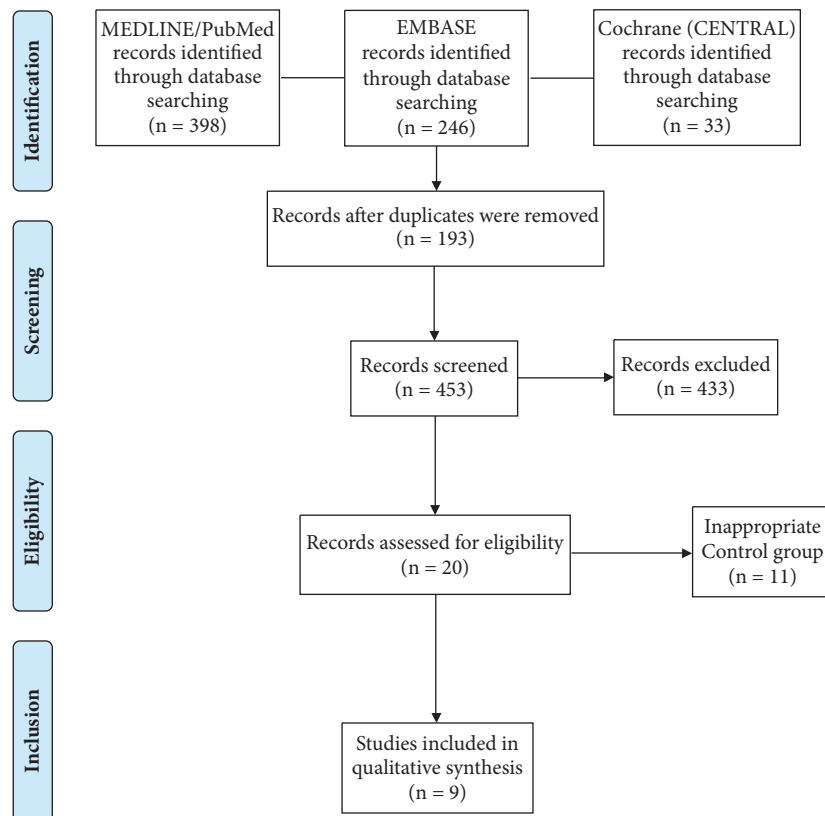 Identification
MEDLINE/PubMed
records identified
through database
searching
(n = 398)
EMBASE
records identified
through database
searching
(n = 246)
Cochrane (CENTRAL)
records identified
through database
searching
(n = 33)
Records after duplicates were removed
(n = 193)
Screening
Records screened
(n = 453)
Records excluded
(n = 433)
Eligibility
Records assessed for eligibility
(n = 20)
Inappropriate
Control group
(n = 11)
Inclusion
Studies included in
qualitative synthesis
(n = 9)